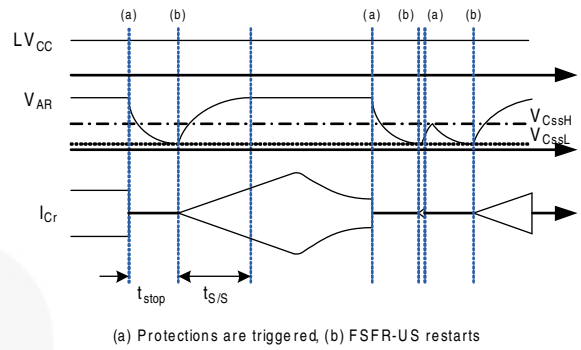 (a) (b) (a) (b) (a) (b)
LVCC
VAR
VCssH
VCssL
ICr
tstop tS/S
(a) Protections are triggered, (b) FSFR-US restarts